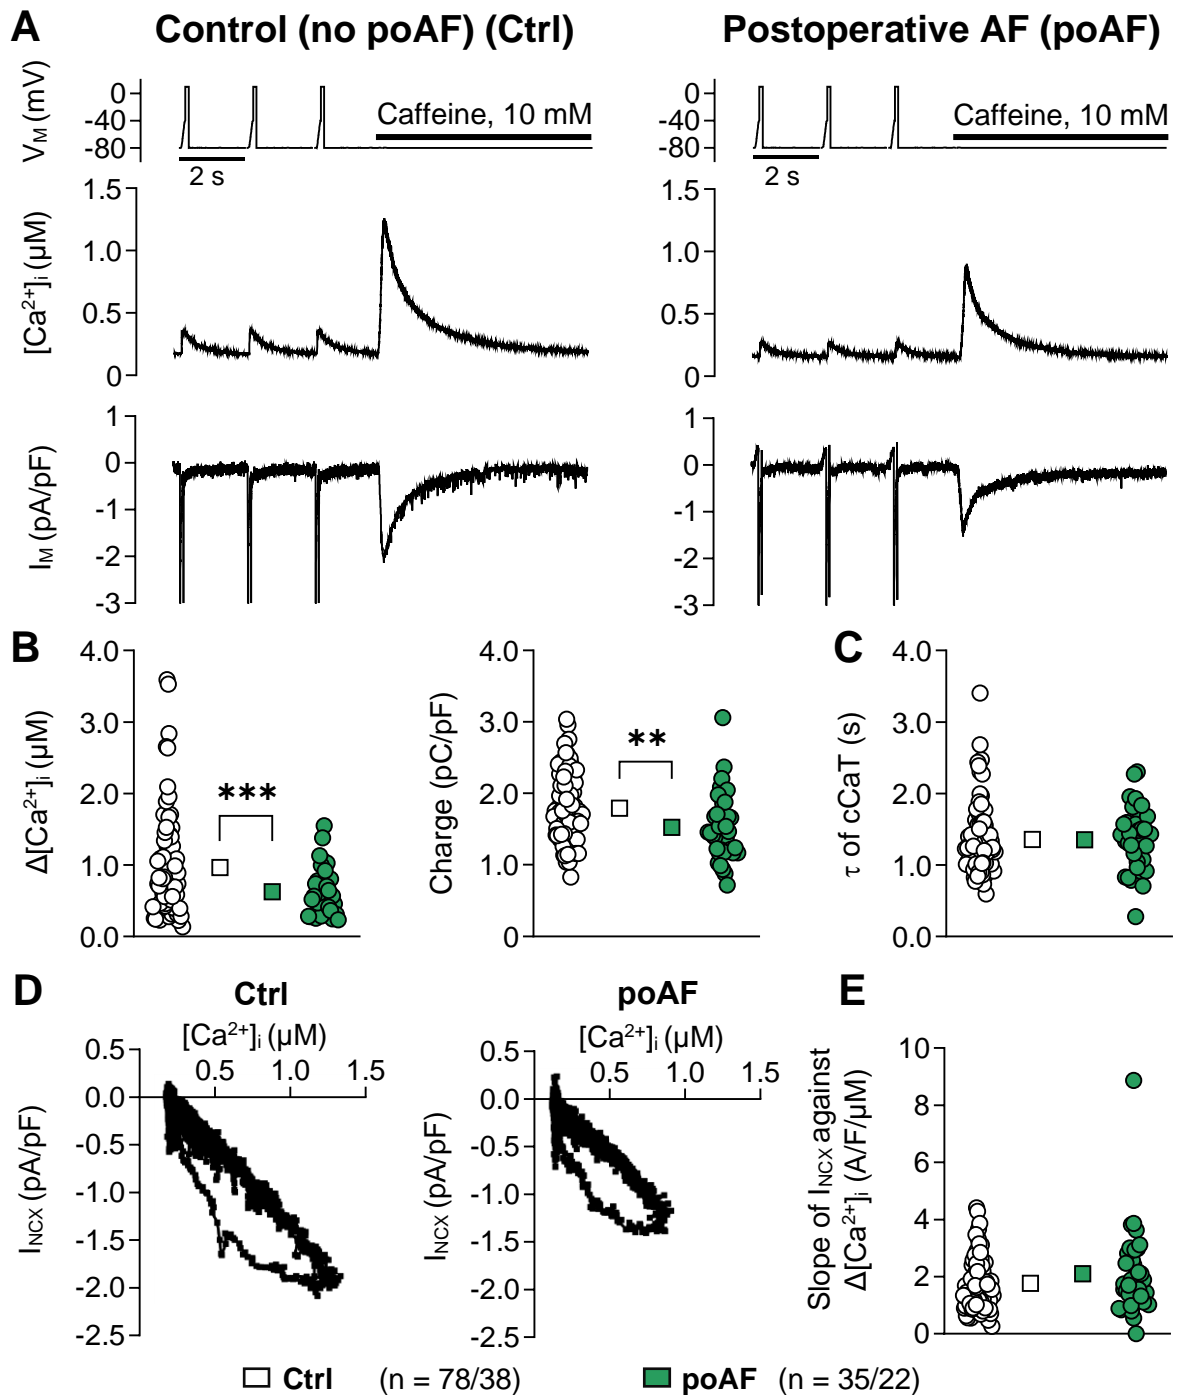 A
Control (no poAF) (Ctrl)
Postoperative AF (poAF)
V_M (mV)
0
-40
-80
Caffeine, 10 mM
2 s
0
-40
-80
Caffeine, 10 mM
2 s
[Ca²⁺]ᵢ (µM)
1.5
1.0
0.5
0
1.5
1.0
0.5
0
I_M (pA/pF)
1
0
-1
-2
-3
1
0
-1
-2
-3
B
Δ[Ca²⁺]ᵢ (µM)
4.0
3.0
2.0
1.0
0.0
***
Charge (pC/pF)
4.0
3.0
2.0
1.0
0
**
C
τ of cCaT (s)
4.0
3.0
2.0
1.0
0.0
D
Ctrl
[Ca²⁺]ᵢ (µM)
0.5 1.0 1.5
I_NCX (pA/pF)
0.5
0.0
-0.5
-1.0
-1.5
-2.0
-2.5
poAF
[Ca²⁺]ᵢ (µM)
0.5 1.0 1.5
I_NCX (pA/pF)
0.5
0.0
-0.5
-1.0
-1.5
-2.0
-2.5
E
Slope of I_NCX against
Δ[Ca²⁺]ᵢ (A/F/µM)
10
8
6
4
2
0
Ctrl (n = 78/38)
poAF (n = 35/22)